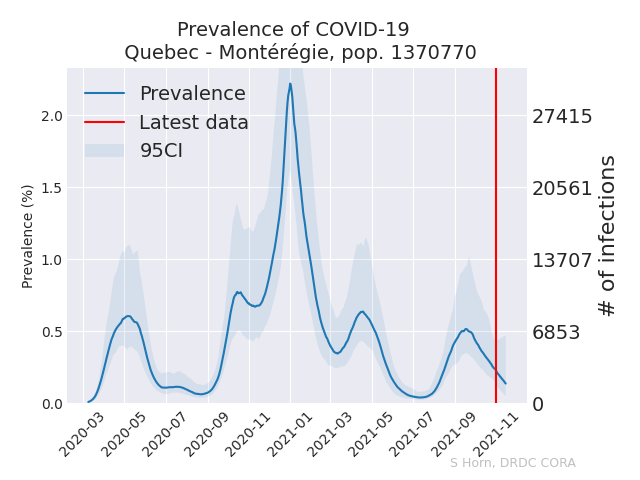 Prevalence of COVID-19
Quebec - Montérégie, pop. 1370770
Prevalence
Latest data
95CI
Prevalence (%)
2.0
1.5
1.0
0.5
0.0
27415
20561
13707
6853
0
# of infections
2020-03
2020-05
2020-07
2020-09
2020-11
2021-01
2021-03
2021-05
2021-07
2021-09
2021-11
S Horn, DRDC CORA